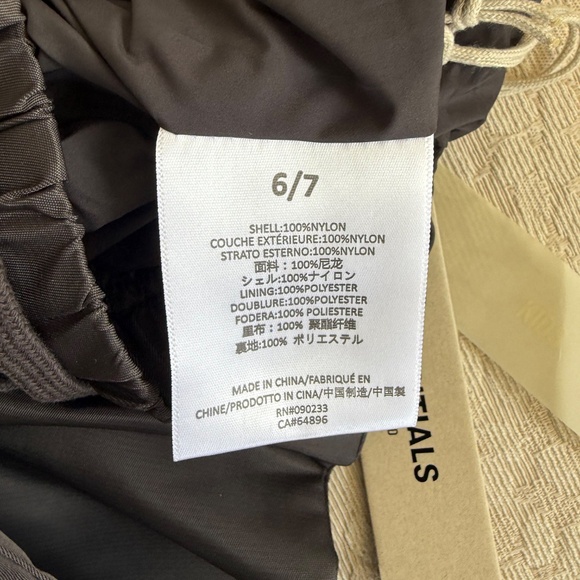 6/7
SHELL:100%NYLON
COUCHE EXTÉRIEURE:100%NYLON
STRATO ESTERNO:100%NYLON
面料：100%尼龙
シェル:100%ナイロン
LINING:100%POLYESTER
DOUBLURE:100%POLYESTER
FODERA:100% POLIESTERE
里布：100% 聚酯纤维
裏地:100% ポリエステル
MADE IN CHINA/FABRIQUÉ EN
CHINE/PRODOTTO IN CINA/中国制造/中国製
RN#090233
CA#64896
TIALS
D